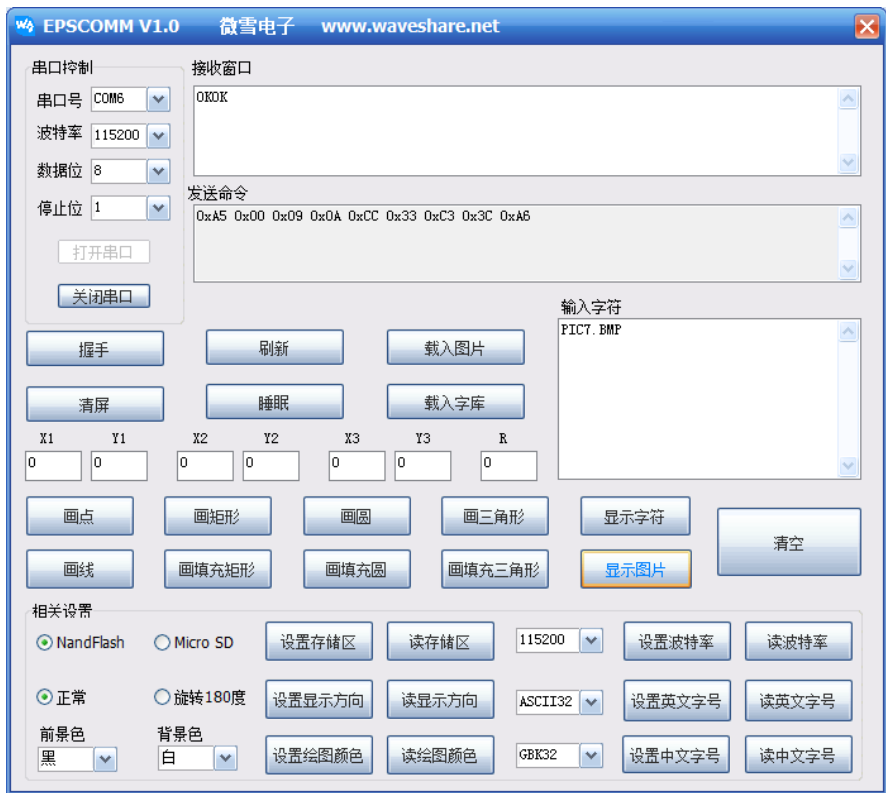 EPSCOMM V1.0 微雪电子 www.waveshare.net
串口控制
串口号 COM6
波特率 115200
数据位 8
停止位 1
打开串口
关闭串口
接收窗口
OKOK
发送命令
0xA5 0x00 0x09 0x0A 0xCC 0x33 0xC3 0x3C 0xA6
输入字符
PIC7.BMP
握手 刷新 载入图片
清屏 睡眠 载入字库
X1 Y1 X2 Y2 X3 Y3 R
0 0 0 0 0 0 0
画点 画矩形 画圆 画三角形 显示字符
清空
画线 画填充矩形 画填充圆 画填充三角形 显示图片
相关设需
NandFlash Micro SD 设置存储区 读存储区 115200 设置波特率 读波特率
正常 旋转180度 设置显示方向 读显示方向 ASCII32 设置英文字号 读英文字号
前景色 背景色
黑 白 设置绘图颜色 读绘图颜色 GBK32 设置中文字号 读中文字号